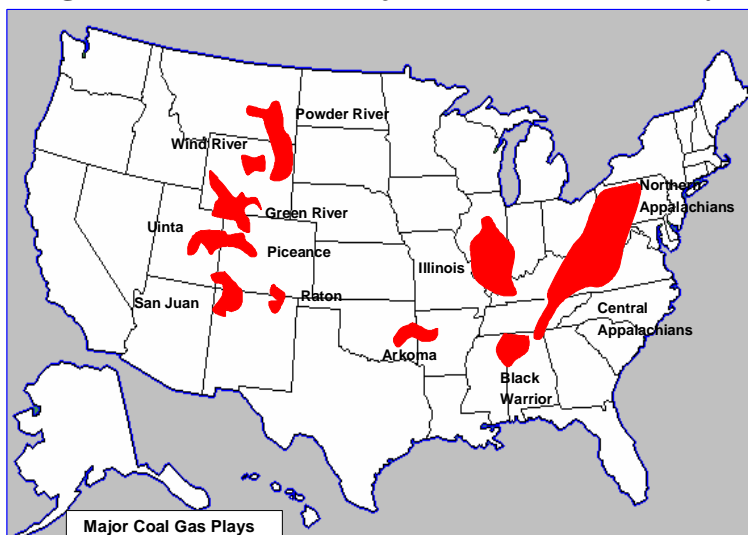 Powder River
Wind River
Northern
Appalachians
Green River
Uinta
Piceance
Illinois
San Juan
Raton
Central
Appalachians
Arkoma
Black
Warrior
Major Coal Gas Plays